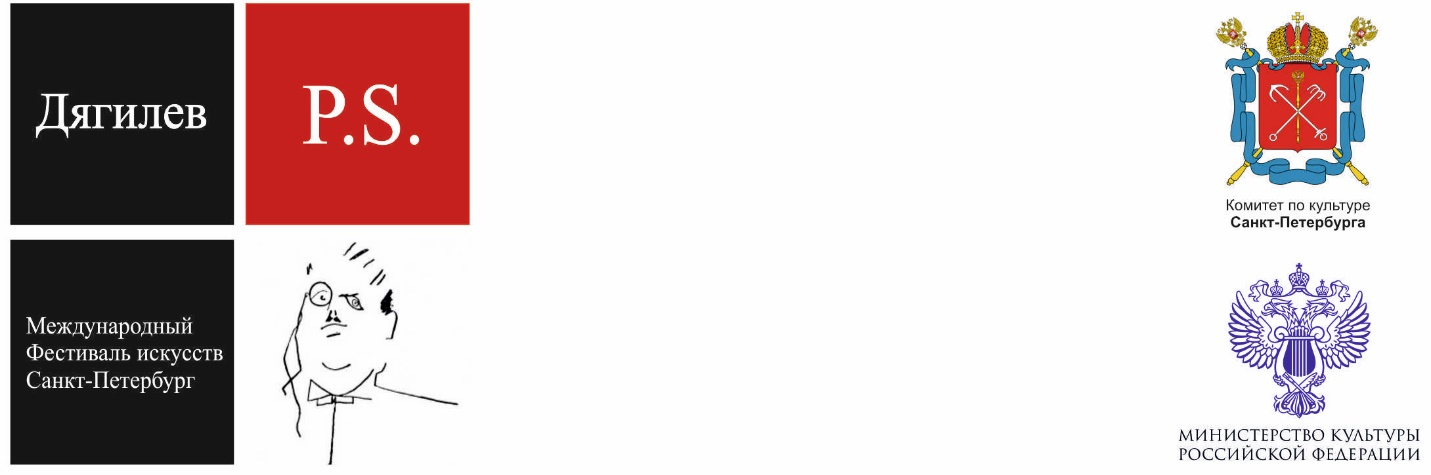 Дягилев
P.S.
Международный
Фестиваль искусств
Санкт-Петербург
Комитет по культуре
Санкт-Петербурга
МИНИСТЕРСТВО КУЛЬТУРЫ
РОССИЙСКОЙ ФЕДЕРАЦИИ